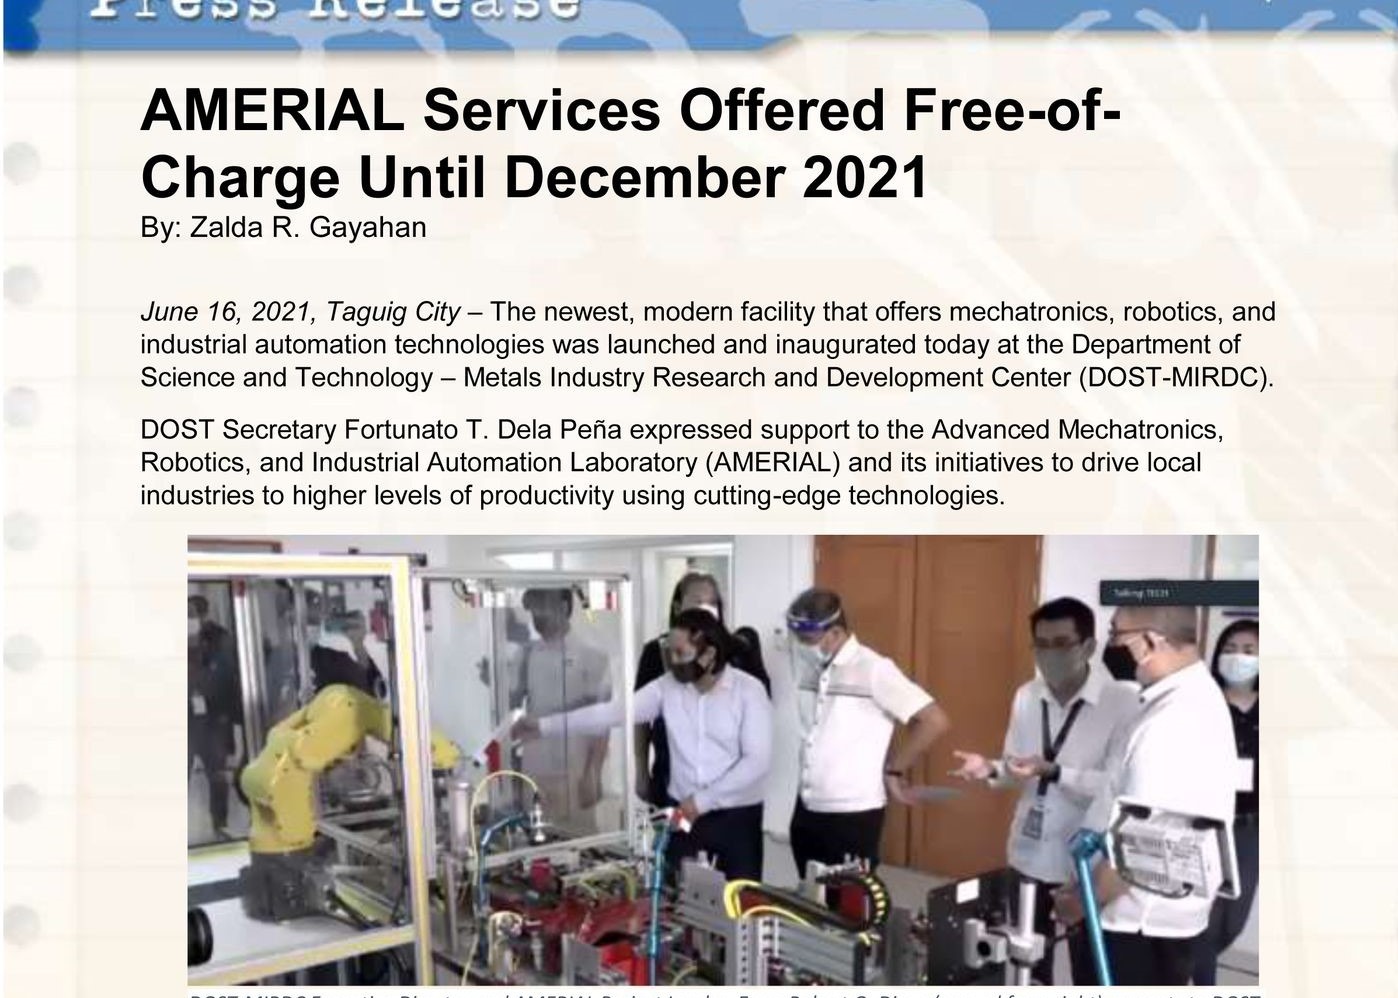 Press Release
AMERIAL Services Offered Free-of-
Charge Until December 2021
By: Zalda R. Gayahan
June 16, 2021, Taguig City – The newest, modern facility that offers mechatronics, robotics, and
industrial automation technologies was launched and inaugurated today at the Department of
Science and Technology – Metals Industry Research and Development Center (DOST-MIRDC).
DOST Secretary Fortunato T. Dela Peña expressed support to the Advanced Mechatronics,
Robotics, and Industrial Automation Laboratory (AMERIAL) and its initiatives to drive local
industries to higher levels of productivity using cutting-edge technologies.
Talking: TECH